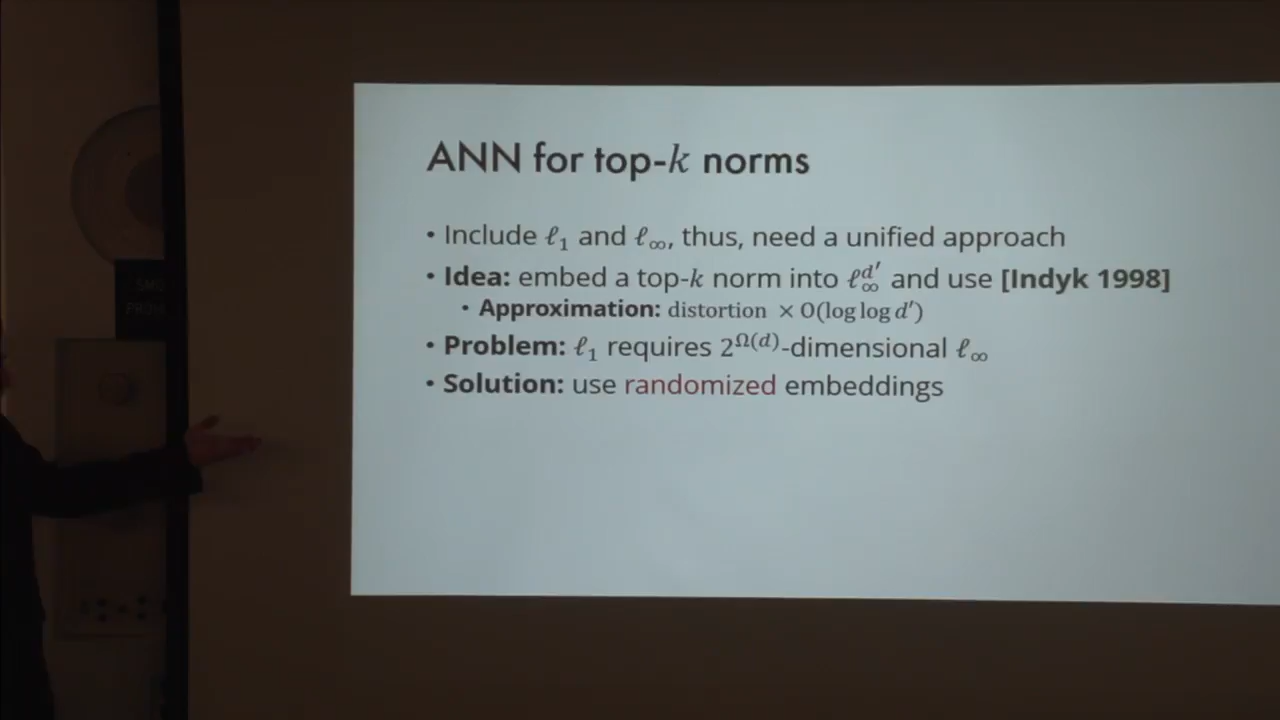 ANN for top-k norms
• Include ℓ₁ and ℓ∞, thus, need a unified approach
• Idea: embed a top-k norm into ℓ∞^d′ and use [Indyk 1998]
• Approximation: distortion × O(log log d′)
• Problem: ℓ₁ requires 2^Ω(d)-dimensional ℓ∞
• Solution: use randomized embeddings